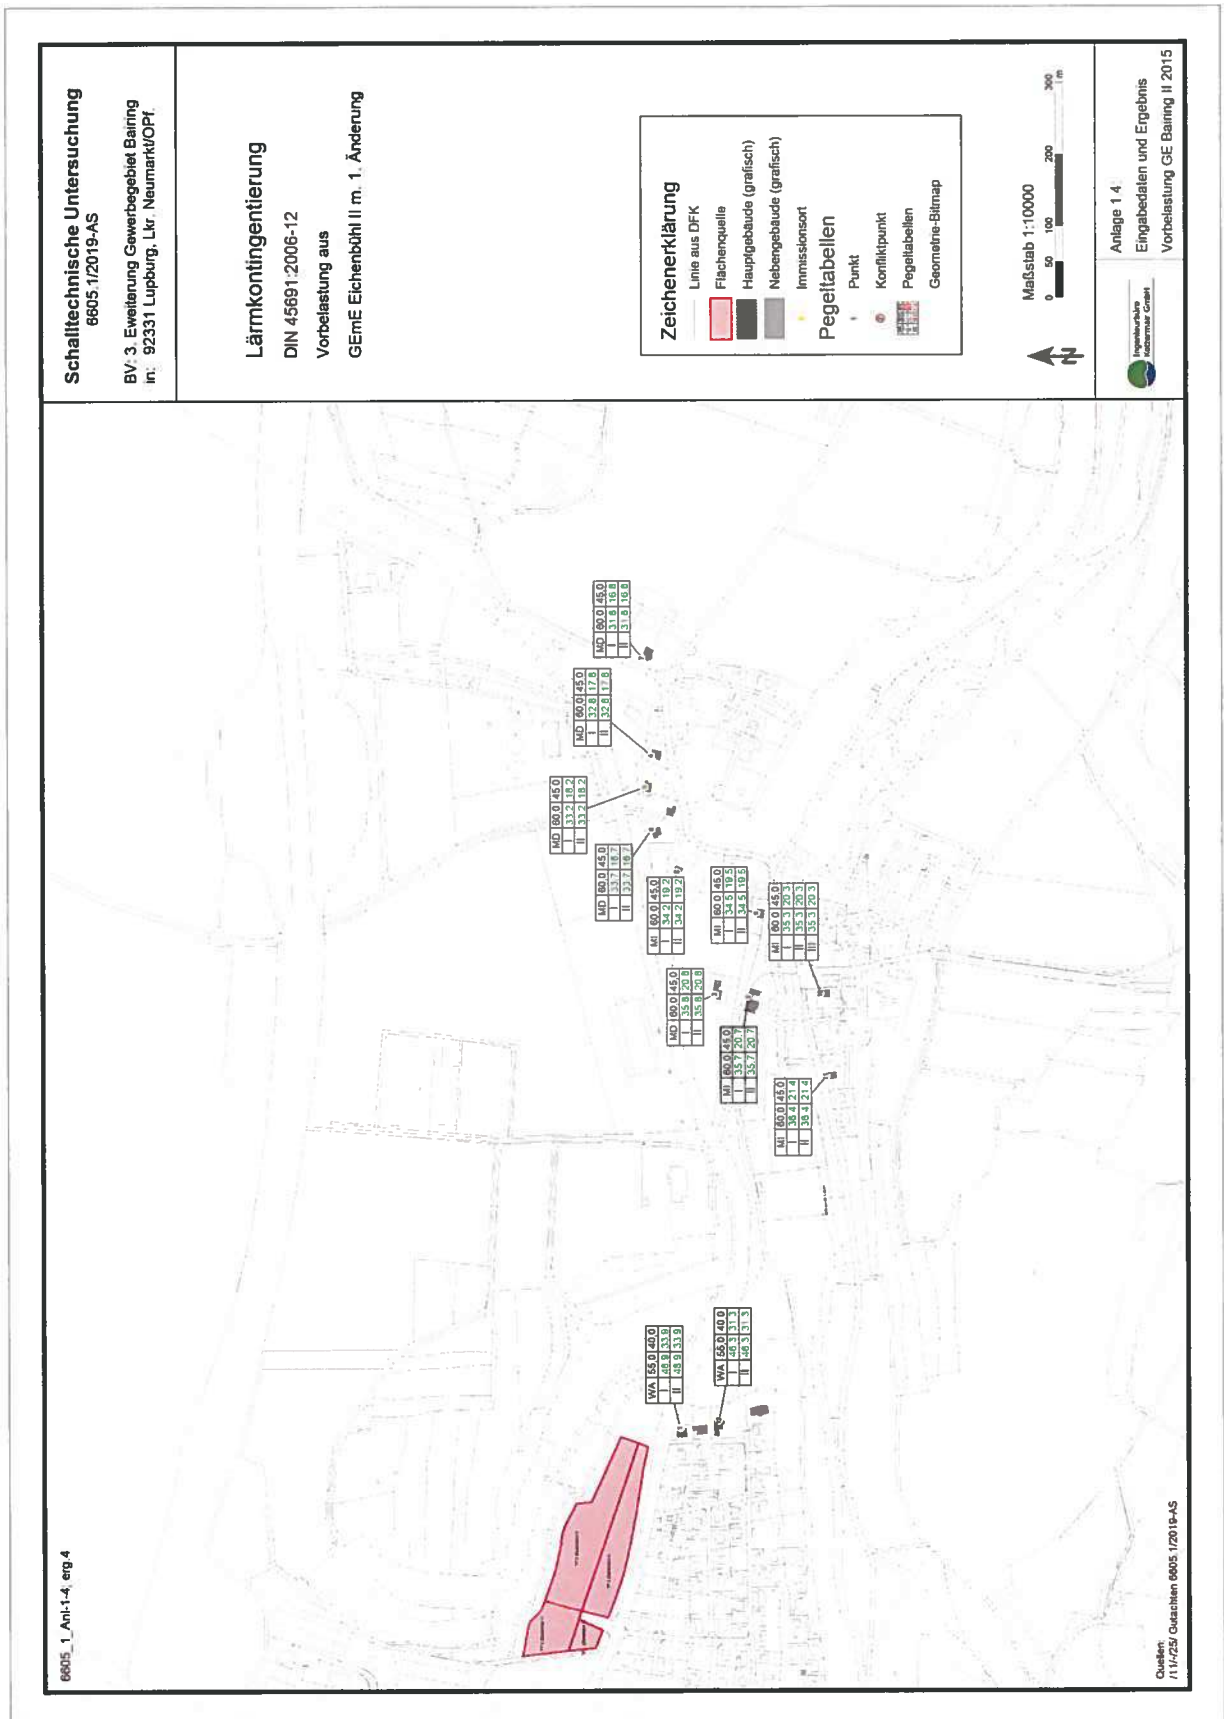 6605_1_Anl-1-4; erg.4
Schalltechnische Untersuchung
6605.1/2019-AS
BV: 3. Eweiterung Gewerbegebiet Bairing
in: 92331 Lupburg, Lkr. Neumarkt/OPf.
Lärmkontingentierung
DIN 45691:2006-12
Vorbelastung aus
GEmE Eichenbühl II m. 1. Änderung
Zeichenerklärung
Linie aus DFK
Flächenquelle
Hauptgebäude (grafisch)
Nebengebäude (grafisch)
Immissionsort
Pegeltabellen
Punkt
Konfliktpunkt
Pegeltabellen
Geometrie-Bitmap
Maßstab 1:10000
0 50 100 200 300
m
N
Ingenieurbüro
Kottermair GmbH
Anlage 1.4:
Eingabedaten und Ergebnis
Vorbelastung GE Bairing II 2015
WA 55,0 40,0
I 48,9 33,9
II 48,9 33,9
WA 55,0 40,0
I 46,3 31,3
II 46,3 31,3
MI 60,0 45,0
I 36,4 21,4
II 36,4 21,4
MI 60,0 45,0
I 35,7 20,7
II 35,7 20,7
MD 60,0 45,0
I 35,8 20,8
II 35,8 20,8
MI 60,0 45,0
I 35,3 20,3
II 35,3 20,3
III 35,3 20,3
MI 60,0 45,0
I 34,5 19,5
II 34,5 19,5
MI 60,0 45,0
I 34,2 19,2
II 34,2 19,2
MD 60,0 45,0
I 33,7 18,7
II 33,7 18,7
MD 60,0 45,0
I 33,2 18,2
II 33,2 18,2
MD 60,0 45,0
I 32,8 17,8
II 32,8 17,8
MD 60,0 45,0
I 31,8 16,8
II 31,8 16,8
Quellen:
/11/-/25/ Gutachten 6605.1/2019-AS